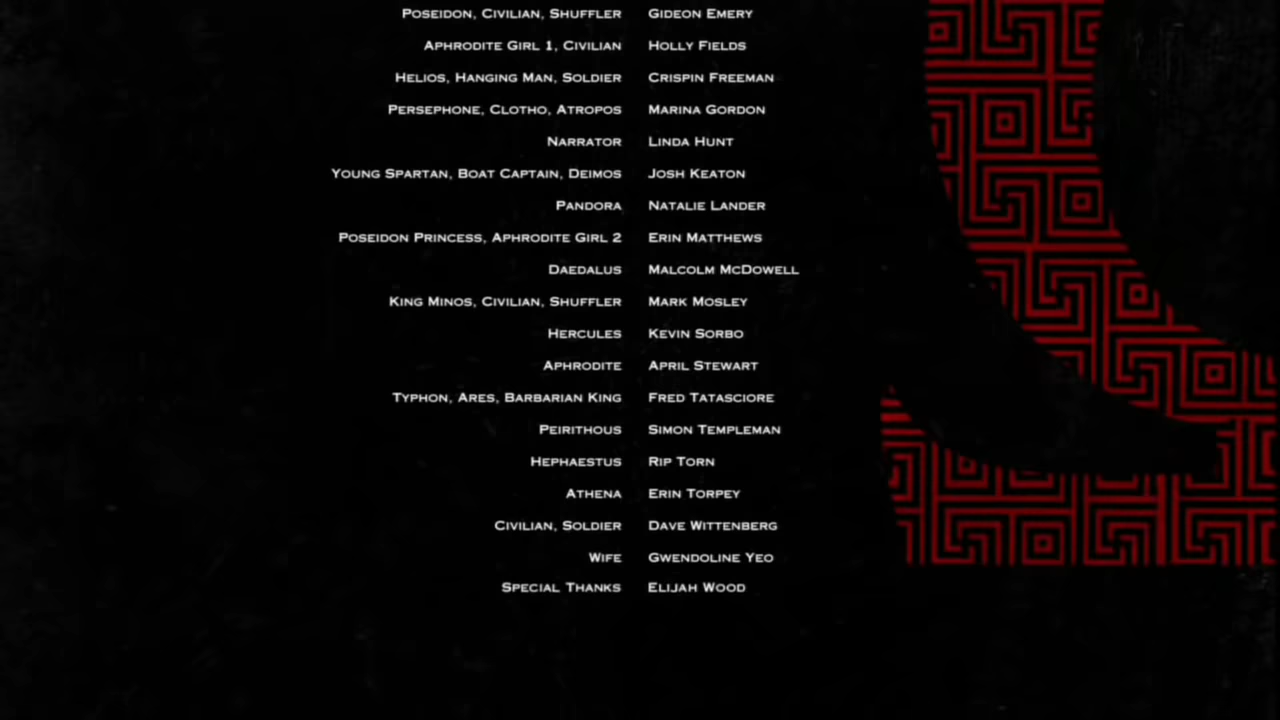 Poseidon, Civilian, Shuffler Gideon Emery
Aphrodite Girl 1, Civilian Holly Fields
Helios, Hanging Man, Soldier Crispin Freeman
Persephone, Clotho, Atropos Marina Gordon
Narrator Linda Hunt
Young Spartan, Boat Captain, Deimos Josh Keaton
Pandora Natalie Lander
Poseidon Princess, Aphrodite Girl 2 Erin Matthews
Daedalus Malcolm McDowell
King Minos, Civilian, Shuffler Mark Mosley
Hercules Kevin Sorbo
Aphrodite April Stewart
Typhon, Ares, Barbarian King Fred Tatasciore
Peirithous Simon Templeman
Hephaestus Rip Torn
Athena Erin Torpey
Civilian, Soldier Dave Wittenberg
Wife Gwendoline Yeo
Special Thanks Elijah Wood